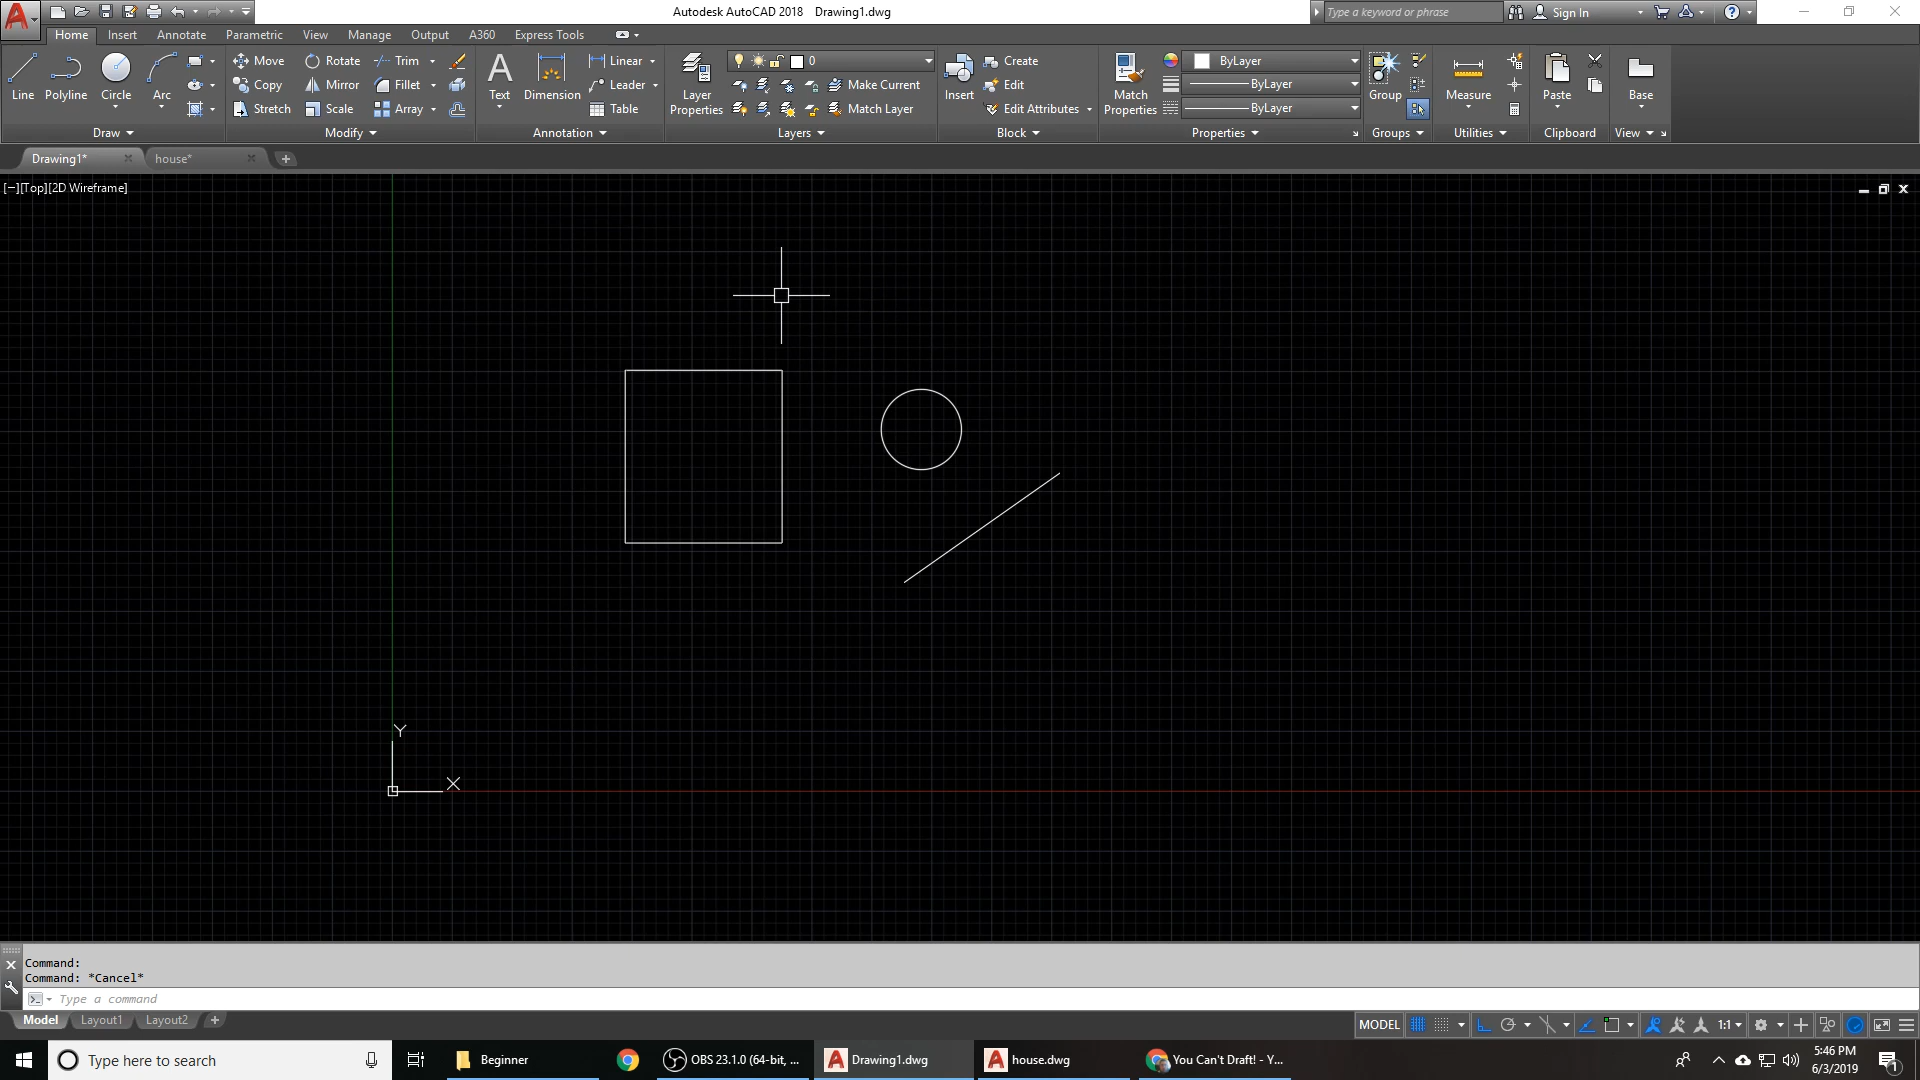 Autodesk AutoCAD 2018 Drawing1.dwg
Type a keyword or phrase
Sign In
Home Insert Annotate Parametric View Manage Output A360 Express Tools
Line Polyline Circle Arc
Draw
Move Rotate Trim
Copy Mirror Fillet
Stretch Scale Array
Modify
Text Dimension
Linear
Leader
Table
Annotation
Layer Properties
0
Make Current
Match Layer
Layers
Insert
Create
Edit
Edit Attributes
Block
Match Properties
ByLayer
ByLayer
ByLayer
Properties
Group
Groups
Measure
Utilities
Paste
Clipboard
Base
View
Drawing1* house*
[−][Top][2D Wireframe]
Y
X
Command:
Command: *Cancel*
Type a command
Model Layout1 Layout2
MODEL 1:1
Type here to search
Beginner
OBS 23.1.0 (64-bit, ...
Drawing1.dwg
house.dwg
You Can't Draft! - Y...
5:46 PM
6/3/2019
1